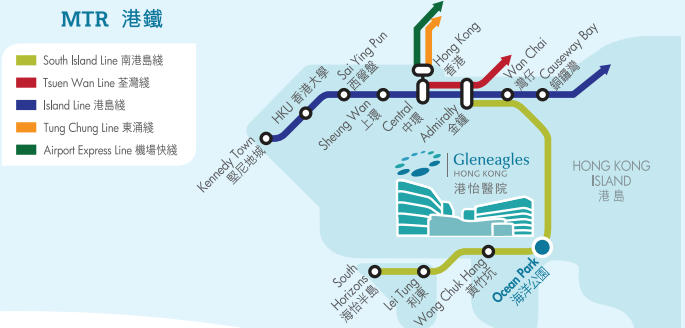 MTR 港鐵
South Island Line 南港島綫
Tsuen Wan Line 荃灣綫
Island Line 港島綫
Tung Chung Line 東涌綫
Airport Express Line 機場快綫
Kennedy Town
堅尼地城
HKU 香港大學
Sai Ying Pun
西營盤
Sheung Wan
上環
Central
中環
Hong Kong
香港
Admiralty
金鐘
Wan Chai
灣仔
Causeway Bay
銅鑼灣
Gleneagles
HONG KONG
港怡醫院
HONG KONG
ISLAND
港島
South
Horizons
海怡半島
Lei Tung
利東
Wong Chuk Hang
黃竹坑
Ocean Park
海洋公園